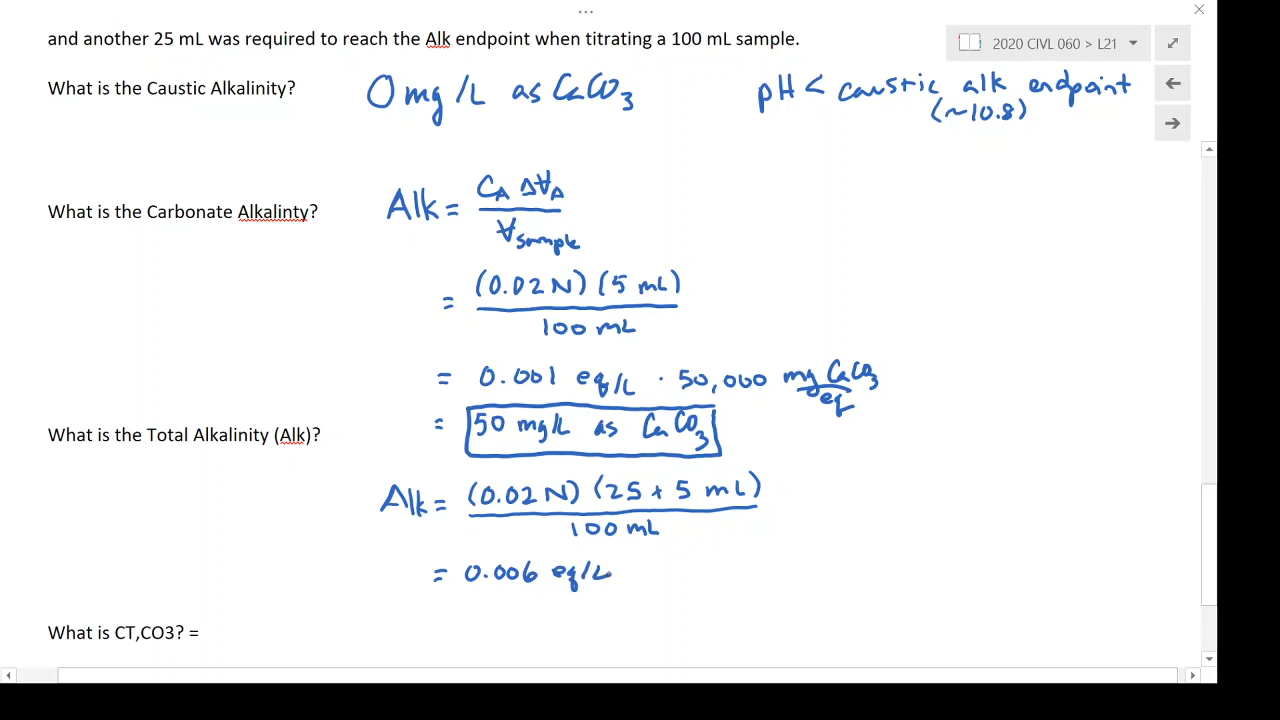 and another 25 mL was required to reach the Alk endpoint when titrating a 100 mL sample.
2020 CIVL 060 > L21
What is the Caustic Alkalinity?
0 mg/L as CaCO3
pH < caustic alk endpoint
(~10.8)
What is the Carbonate Alkalinty?
Alk = CA ΔVA / Vsample
= (0.02 N) (5 mL) / 100 mL
= 0.001 eq/L · 50,000 mg CaCO3 / eq
= 50 mg/L as CaCO3
What is the Total Alkalinity (Alk)?
Alk = (0.02 N) (25 + 5 mL) / 100 mL
= 0.006 eq/L
What is CT,CO3? =